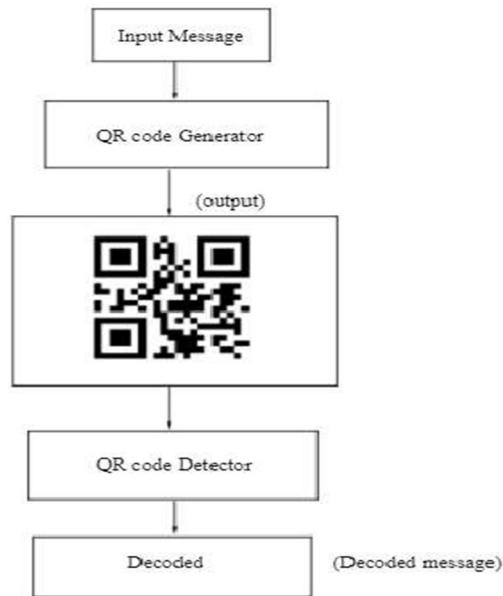 Input Message
QR code Generator
(output)
QR code Detector
Decoded (Decoded message)